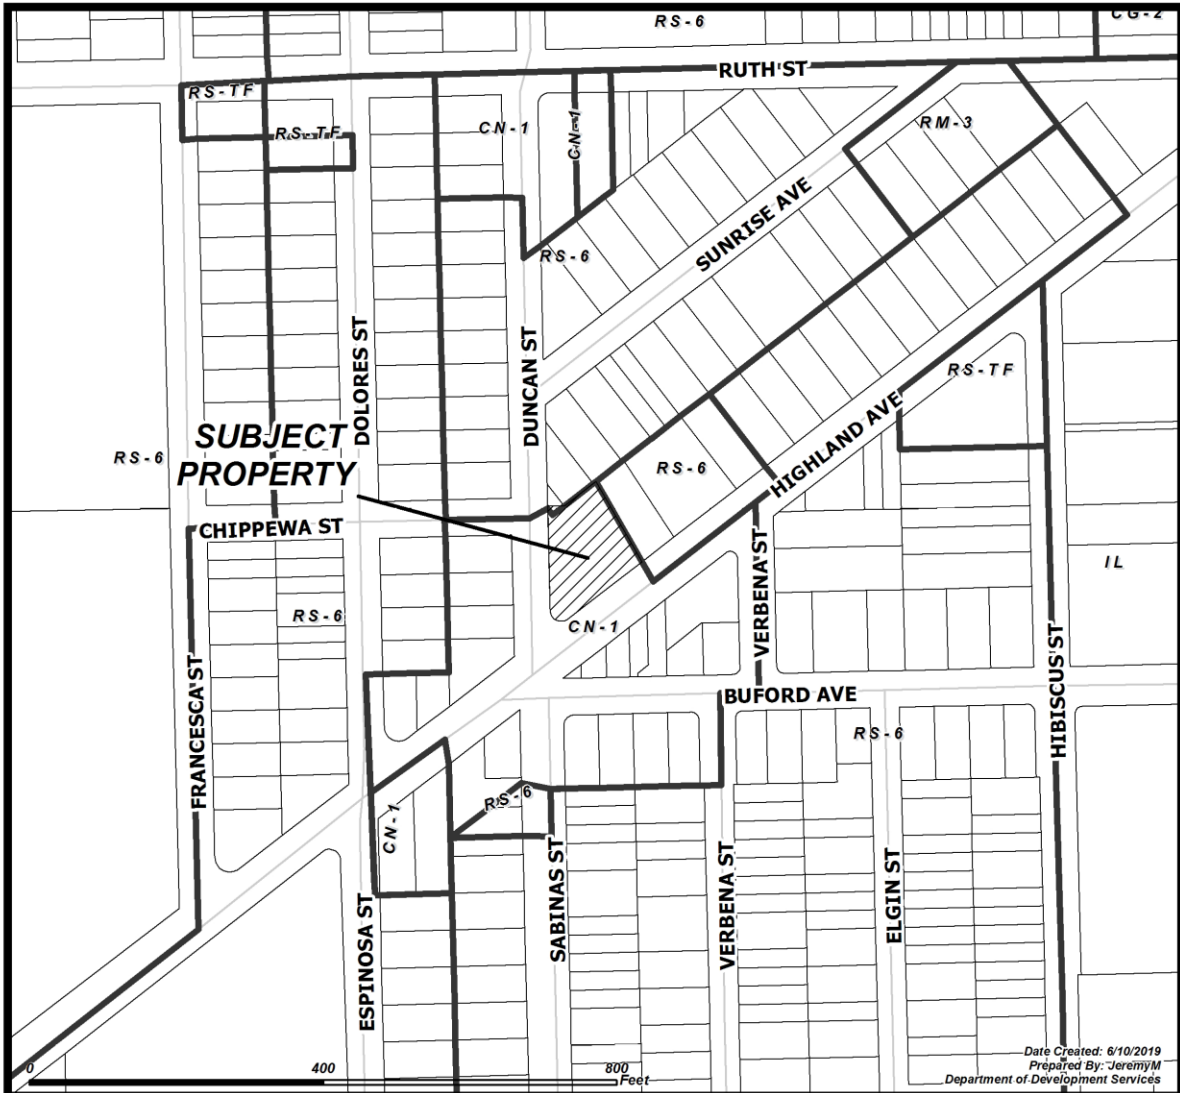 RS-6
CG-2
RUTH ST
RS-TF
RS-TF
CN-1
CN-1
RM-3
SUNRISE AVE
RS-6
DOLORES ST
DUNCAN ST
RS-TF
HIGHLAND AVE
SUBJECT
PROPERTY
RS-6
RS-6
CHIPPEWA ST
VERBENA ST
IL
RS-6
CN-1
FRANCESCA ST
HIBISCUS ST
BUFORD AVE
RS-6
RS-6
CN-1
ESPINOSA ST
SABINAS ST
VERBENA ST
ELGIN ST
0
400
800
Feet
Date Created: 6/10/2019
Prepared By: JeremyM
Department of Development Services